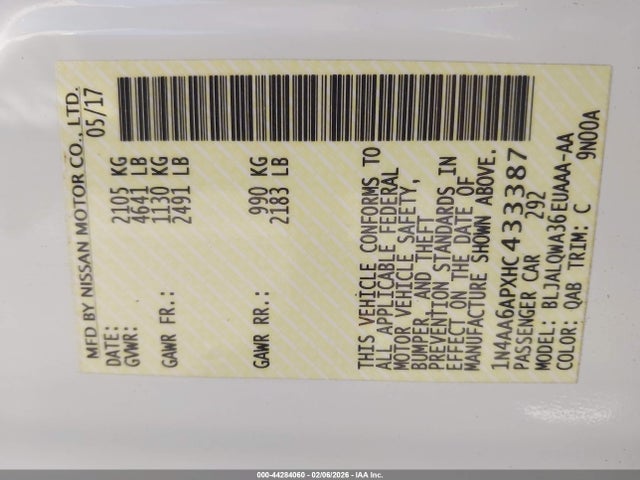 MFD BY NISSAN MOTOR CO., LTD.
DATE: 05/17
GVWR: 2105 KG
4641 LB
GAWR FR.: 1130 KG
2491 LB
GAWR RR.: 990 KG
2183 LB
THIS VEHICLE CONFORMS TO
ALL APPLICABLE FEDERAL
MOTOR VEHICLE SAFETY,
BUMPER, AND THEFT
PREVENTION STANDARDS IN
EFFECT ON THE DATE OF
MANUFACTURE SHOWN ABOVE.
1N4AA6APXHC433387
PASSENGER CAR 292
MODEL: BLJALQWA36EUAAAA-AA
COLOR: QAB TRIM: C 9N00A
000-44284060 - 02/06/2026 - IAA Inc.